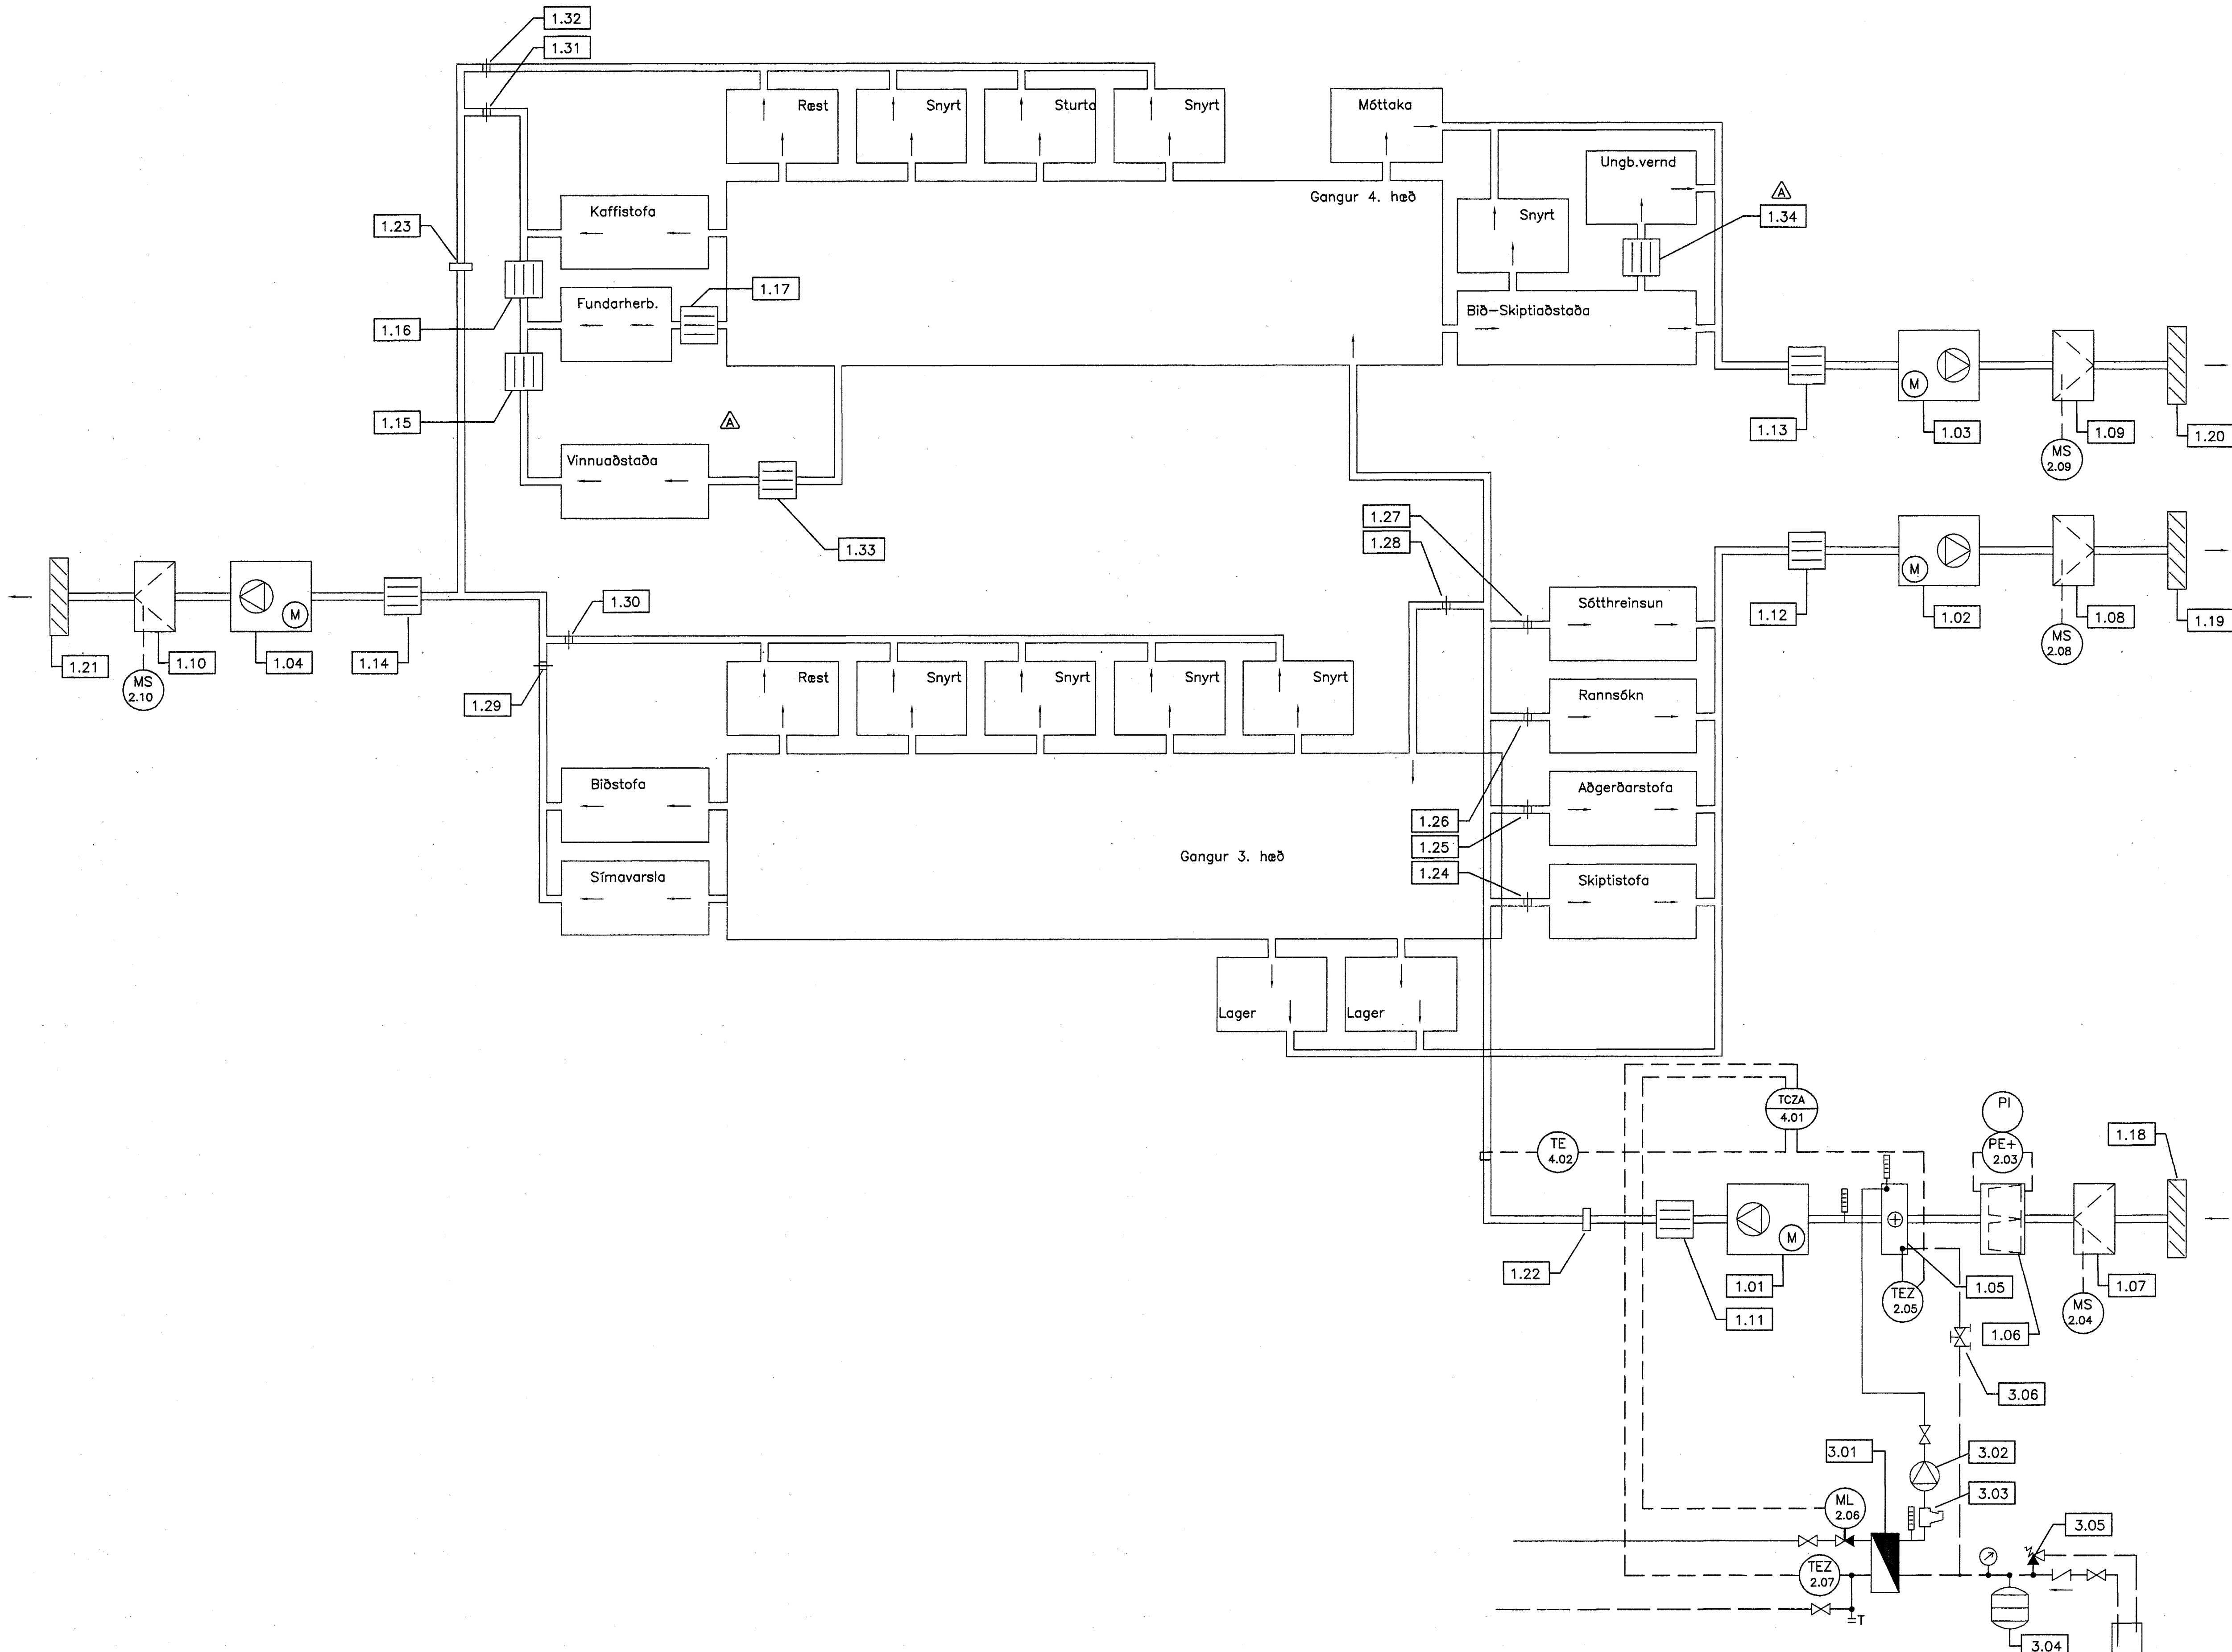 1.32
1.31
Ræst
Snyrt
Sturta
Snyrt
Móttaka
Ungb.vernd
A
1.34
Gangur 4. hæð
Snyrt
Kaffistofa
1.23
1.17
Fundarherb.
1.16
Bið-Skiptiaðstaða
M
1.15
A
1.13
1.03
1.09
1.20
MS
2.09
Vinnuaðstaða
1.33
1.27
1.28
M
1.12
1.02
1.08
1.19
MS
2.08
Sótthreinsun
M
1.30
1.21
1.10
1.04
1.14
MS
2.10
1.29
Ræst
Snyrt
Snyrt
Snyrt
Snyrt
Rannsókn
Biðstofa
Aðgerðarstofa
1.26
1.25
1.24
Gangur 3. hæð
Símavarsla
Skiptistofa
Lager
Lager
TCZA
4.01
PI
PE+
2.03
1.18
TE
4.02
M
1.22
1.01
1.11
TEZ
2.05
1.05
1.06
MS
2.04
1.07
3.06
3.01
3.02
3.03
ML
2.06
3.05
TEZ
2.07
T
3.04